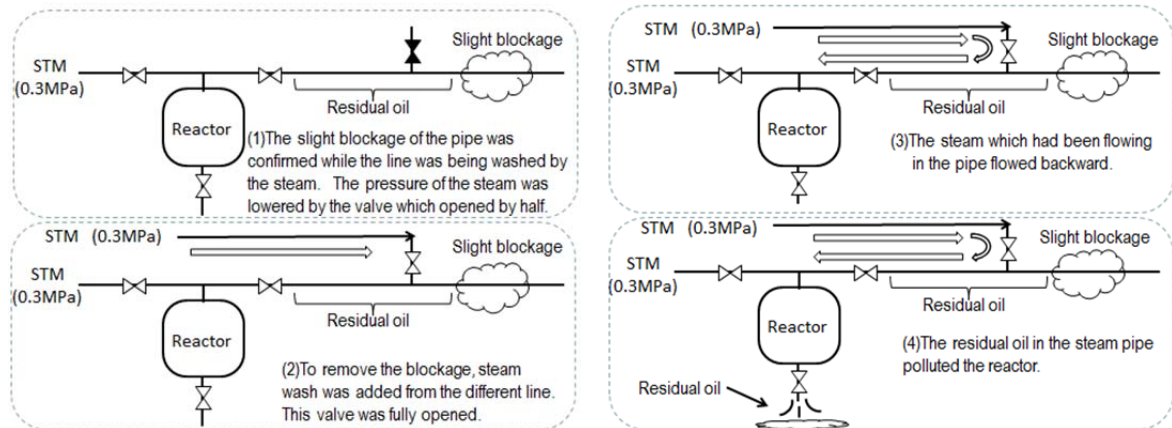 Slight blockage
STM
(0.3MPa)
Residual oil
Reactor
(1)The slight blockage of the pipe was
confirmed while the line was being washed by
the steam. The pressure of the steam was
lowered by the valve which opened by half.
STM (0.3MPa)
Slight blockage
STM
(0.3MPa)
Residual oil
Reactor
(2)To remove the blockage, steam
wash was added from the different line.
This valve was fully opened.
STM (0.3MPa)
Slight blockage
STM
(0.3MPa)
Residual oil
Reactor
(3)The steam which had been flowing
in the pipe flowed backward.
STM (0.3MPa)
Slight blockage
STM
(0.3MPa)
Residual oil
Reactor
(4)The residual oil in the steam pipe
polluted the reactor.
Residual oil